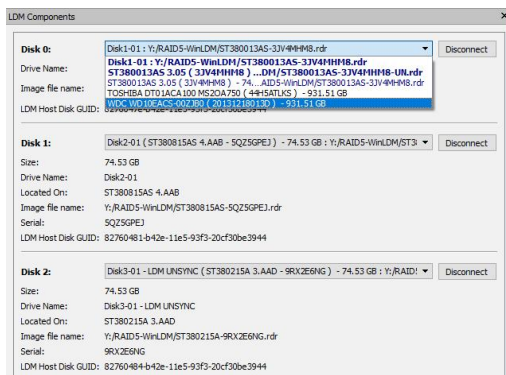 LDM Components
Disk 0: Disk1-01 : Y:/RAID5-WinLDM/ST380013AS-3JV4MHM8.rdr Disconnect
Disk1-01 : Y:/RAID5-WinLDM/ST380013AS-3JV4MHM8.rdr
Drive Name: ST380013AS 3.05 ( 3JV4MHM8 ) ...DM/ST380013AS-3JV4MHM8-UN.rdr
ST380013AS 3.05 ( 3JV4MHM8 ) - 74...AID5-WinLDM/ST380013AS-3JV4MHM8.rdr
Image file name: TOSHIBA DT01ACA100 MS2OA750 ( 44H5ATLKS ) - 931.51 GB
WDC WD10EACS-00ZJB0 ( 20131218013D ) - 931.51 GB
LDM Host Disk GUID:
Disk 1: Disk2-01 ( ST380815AS 4.AAB - 5QZ5GPEJ ) - 74.53 GB : Y:/RAID5-WinLDM/ST3 Disconnect
Size: 74.53 GB
Drive Name: Disk2-01
Located On: ST380815AS 4.AAB
Image file name: Y:/RAID5-WinLDM/ST380815AS-5QZ5GPEJ.rdr
Serial: 5QZ5GPEJ
LDM Host Disk GUID: 82760481-b42e-11e5-93f3-20cf30be3944
Disk 2: Disk3-01 - LDM UNSYNC ( ST380215A 3.AAD - 9RX2E6NG ) - 74.53 GB : Y:/RAID! Disconnect
Size: 74.53 GB
Drive Name: Disk3-01 - LDM UNSYNC
Located On: ST380215A 3.AAD
Image file name: Y:/RAID5-WinLDM/ST380215A-9RX2E6NG.rdr
Serial: 9RX2E6NG
LDM Host Disk GUID: 82760484-b42e-11e5-93f3-20cf30be3944